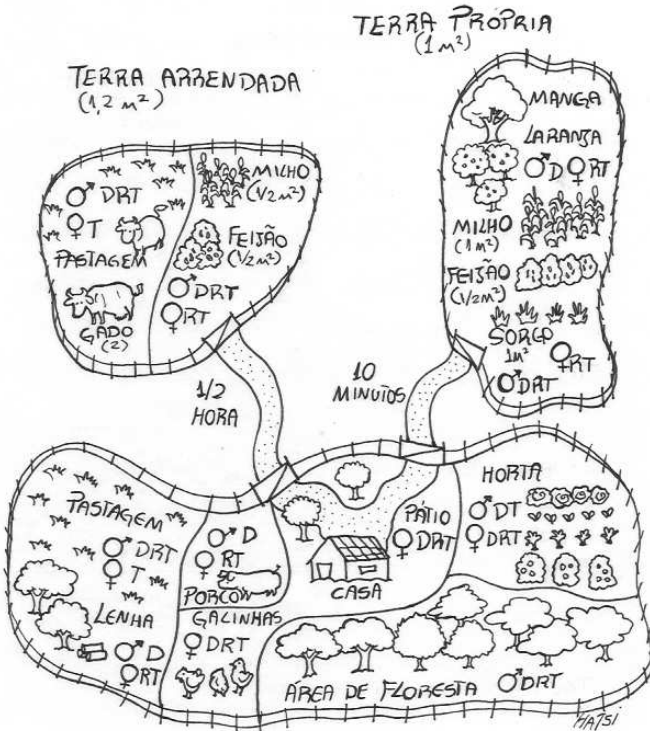 TERRA ARRENDADA
(1,2 m²)
♂ DRT
♀ T
PASTAGEM
GADO
(2)
MILHO
(1/2 m²)
FEIJÃO
(1/2 m²)
♂ DRT
♀ RT
TERRA PRÓPRIA
(1 m²)
MANGA
LARANJA
♂ D ♀ RT
MILHO
(1 m²)
FEIJÃO
(1/2 m²)
SORGO
1 m²
♀ RT
♂ DRT
1/2
HORA
10
MINUTOS
PASTAGEM
♂ DRT
♀ T
LENHA
♂ D
♀ RT
♂ D
♀ RT
PORCO
GALINHAS
♀ DRT
CASA
PÁTIO
♀ DRT
HORTA
♂ DT
♀ DRT
ÁREA DE FLORESTA ♂ DRT